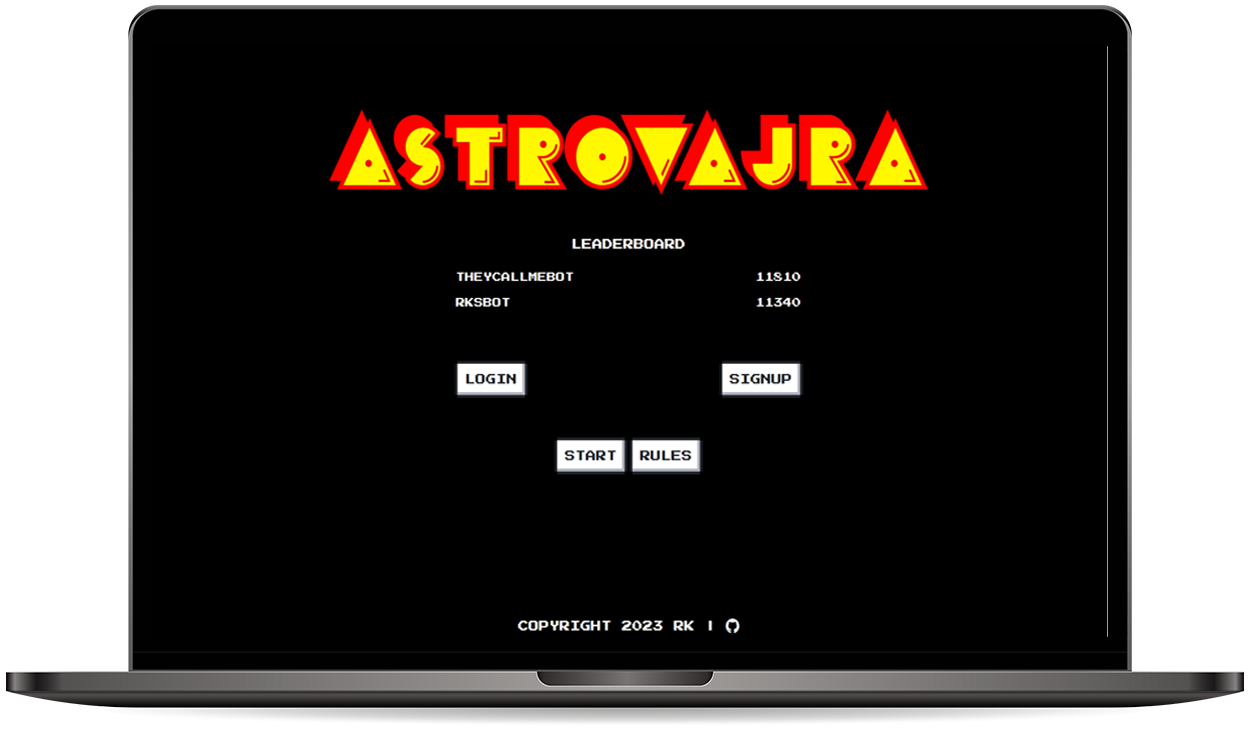 ASTROVAJRA
LEADERBOARD
THEYCALLMEBOT 11810
RKSBOT 11340
LOGIN SIGNUP
START RULES
COPYRIGHT 2023 RK |